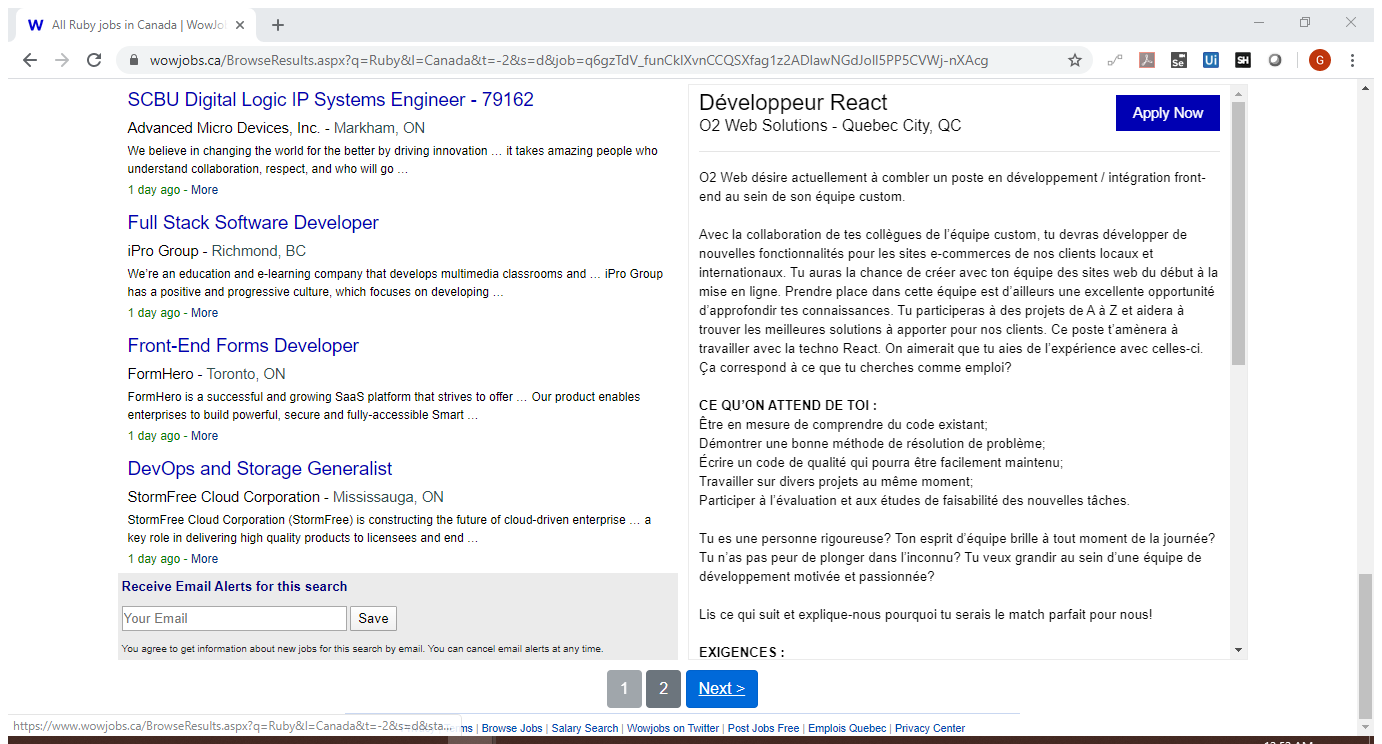 W All Ruby jobs in Canada | WowJo
wowjobs.ca/BrowseResults.aspx?q=Ruby&l=Canada&t=-2&s=d&job=q6gzTdV_funCklXvnCCQSXfag1z2ADlawNGdJoll5PP5CVWj-nXAcg
Se Ui SH G
SCBU Digital Logic IP Systems Engineer - 79162
Advanced Micro Devices, Inc. - Markham, ON
We believe in changing the world for the better by driving innovation … it takes amazing people who
understand collaboration, respect, and who will go …
1 day ago - More
Full Stack Software Developer
iPro Group - Richmond, BC
We're an education and e-learning company that develops multimedia classrooms and … iPro Group
has a positive and progressive culture, which focuses on developing …
1 day ago - More
Front-End Forms Developer
FormHero - Toronto, ON
FormHero is a successful and growing SaaS platform that strives to offer … Our product enables
enterprises to build powerful, secure and fully-accessible Smart …
1 day ago - More
DevOps and Storage Generalist
StormFree Cloud Corporation - Mississauga, ON
StormFree Cloud Corporation (StormFree) is constructing the future of cloud-driven enterprise … a
key role in delivering high quality products to licensees and end …
1 day ago - More
Receive Email Alerts for this search
Your Email Save
You agree to get information about new jobs for this search by email. You can cancel email alerts at any time.
Développeur React
O2 Web Solutions - Quebec City, QC
Apply Now
O2 Web désire actuellement à combler un poste en développement / intégration front-
end au sein de son équipe custom.
Avec la collaboration de tes collègues de l'équipe custom, tu devras développer de
nouvelles fonctionnalités pour les sites e-commerces de nos clients locaux et
internationaux. Tu auras la chance de créer avec ton équipe des sites web du début à la
mise en ligne. Prendre place dans cette équipe est d'ailleurs une excellente opportunité
d'approfondir tes connaissances. Tu participeras à des projets de A à Z et aidera à
trouver les meilleures solutions à apporter pour nos clients. Ce poste t'amènera à
travailler avec la techno React. On aimerait que tu aies de l'expérience avec celles-ci.
Ça correspond à ce que tu cherches comme emploi?
CE QU'ON ATTEND DE TOI :
Être en mesure de comprendre du code existant;
Démontrer une bonne méthode de résolution de problème;
Écrire un code de qualité qui pourra être facilement maintenu;
Travailler sur divers projets au même moment;
Participer à l'évaluation et aux études de faisabilité des nouvelles tâches.
Tu es une personne rigoureuse? Ton esprit d'équipe brille à tout moment de la journée?
Tu n'as pas peur de plonger dans l'inconnu? Tu veux grandir au sein d'une équipe de
développement motivée et passionnée?
Lis ce qui suit et explique-nous pourquoi tu serais le match parfait pour nous!
EXIGENCES :
1 2 Next >
https://www.wowjobs.ca/BrowseResults.aspx?q=Ruby&l=Canada&t=-2&s=d&sta... ms | Browse Jobs | Salary Search | Wowjobs on Twitter | Post Jobs Free | Emplois Quebec | Privacy Center